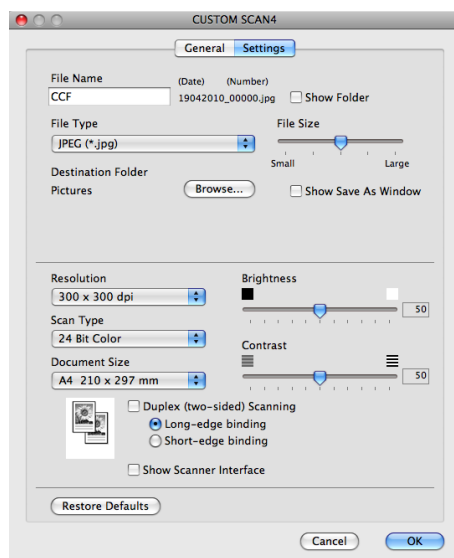 CUSTOM SCAN4
General Settings
File Name (Date) (Number)
CCF 19042010_00000.jpg Show Folder
File Type File Size
JPEG (*.jpg)
Small Large
Destination Folder
Pictures Browse... Show Save As Window
Resolution Brightness
300 x 300 dpi
50
Scan Type
24 Bit Color
Contrast
Document Size
A4 210 x 297 mm 50
Duplex (two-sided) Scanning
Long-edge binding
Short-edge binding
Show Scanner Interface
Restore Defaults
Cancel OK